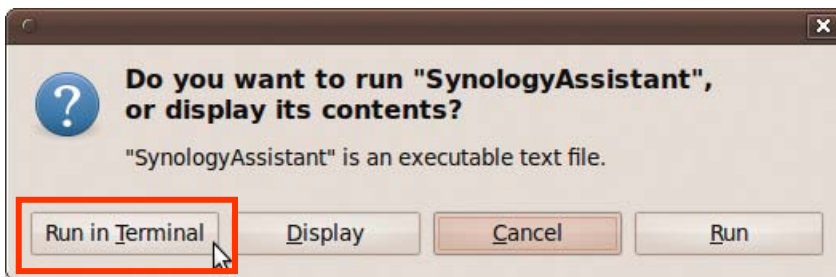 Do you want to run "SynologyAssistant",
or display its contents?
"SynologyAssistant" is an executable text file.
Run in Terminal
Display
Cancel
Run